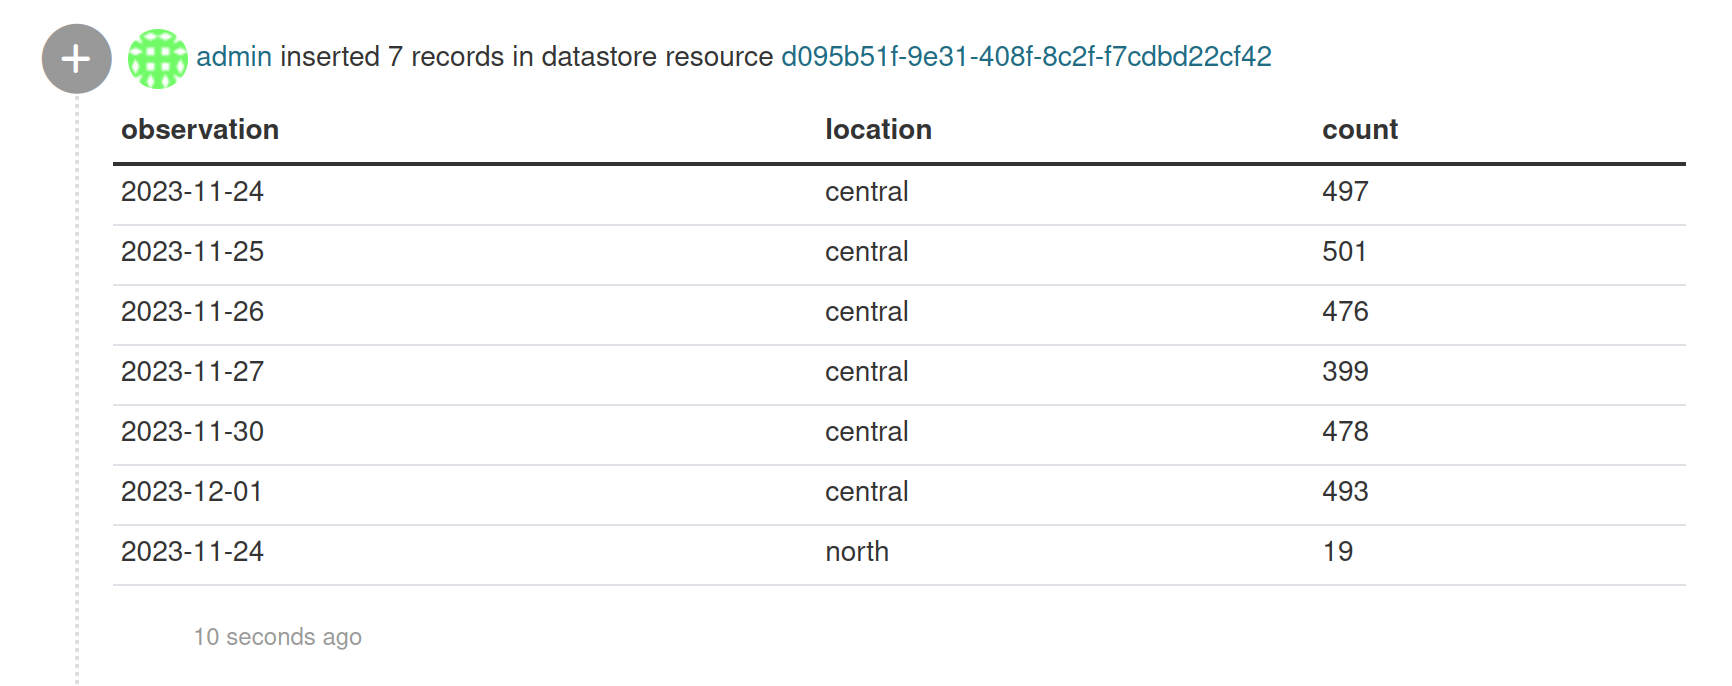 admin inserted 7 records in datastore resource d095b51f-9e31-408f-8c2f-f7cdbd22cf42
observation location count
2023-11-24 central 497
2023-11-25 central 501
2023-11-26 central 476
2023-11-27 central 399
2023-11-30 central 478
2023-12-01 central 493
2023-11-24 north 19
10 seconds ago